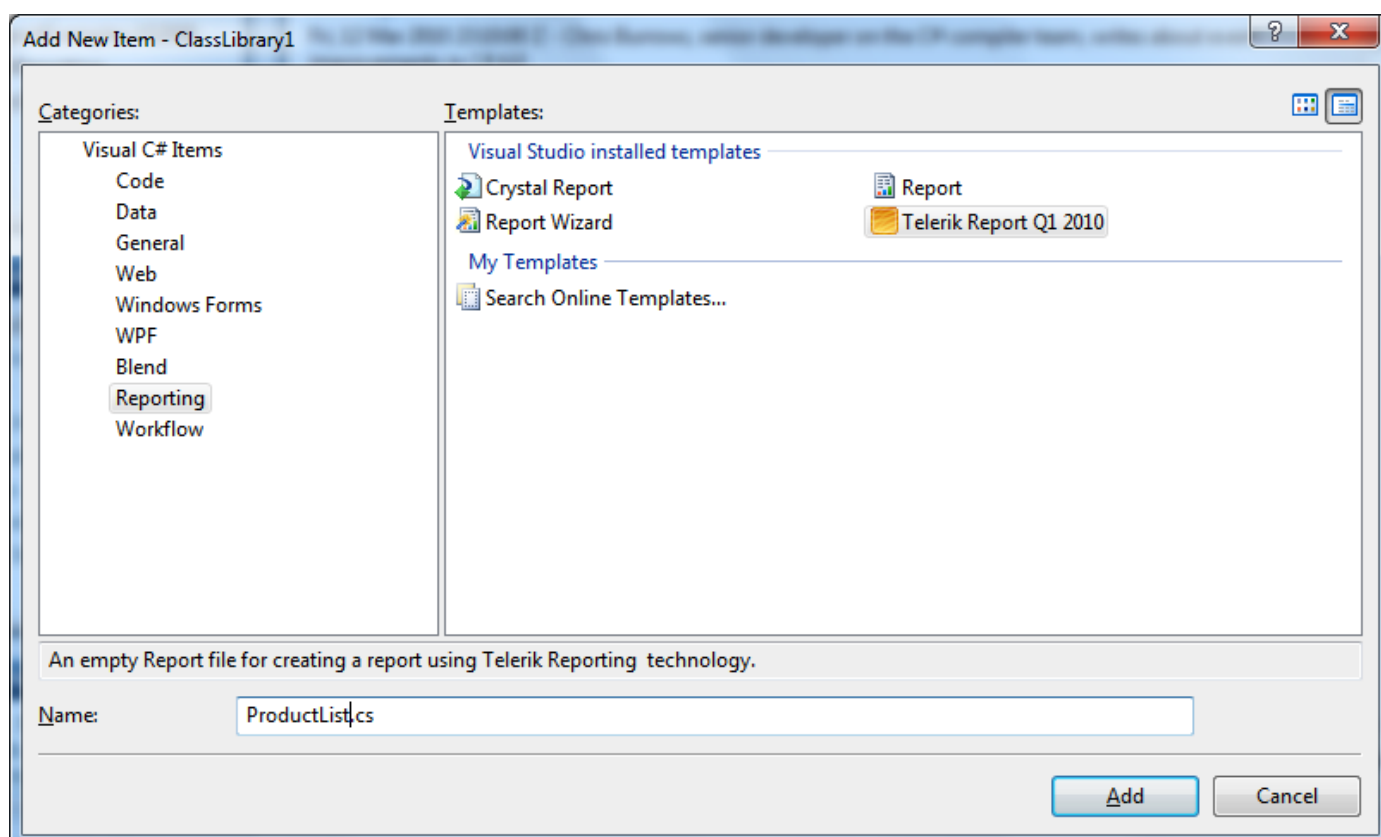 Add New Item - ClassLibrary1
Categories:
Templates:
Visual C# Items
Code
Data
General
Web
Windows Forms
WPF
Blend
Reporting
Workflow
Visual Studio installed templates
Crystal Report
Report
Report Wizard
Telerik Report Q1 2010
My Templates
Search Online Templates...
An empty Report file for creating a report using Telerik Reporting technology.
Name:
ProductList.cs
Add
Cancel